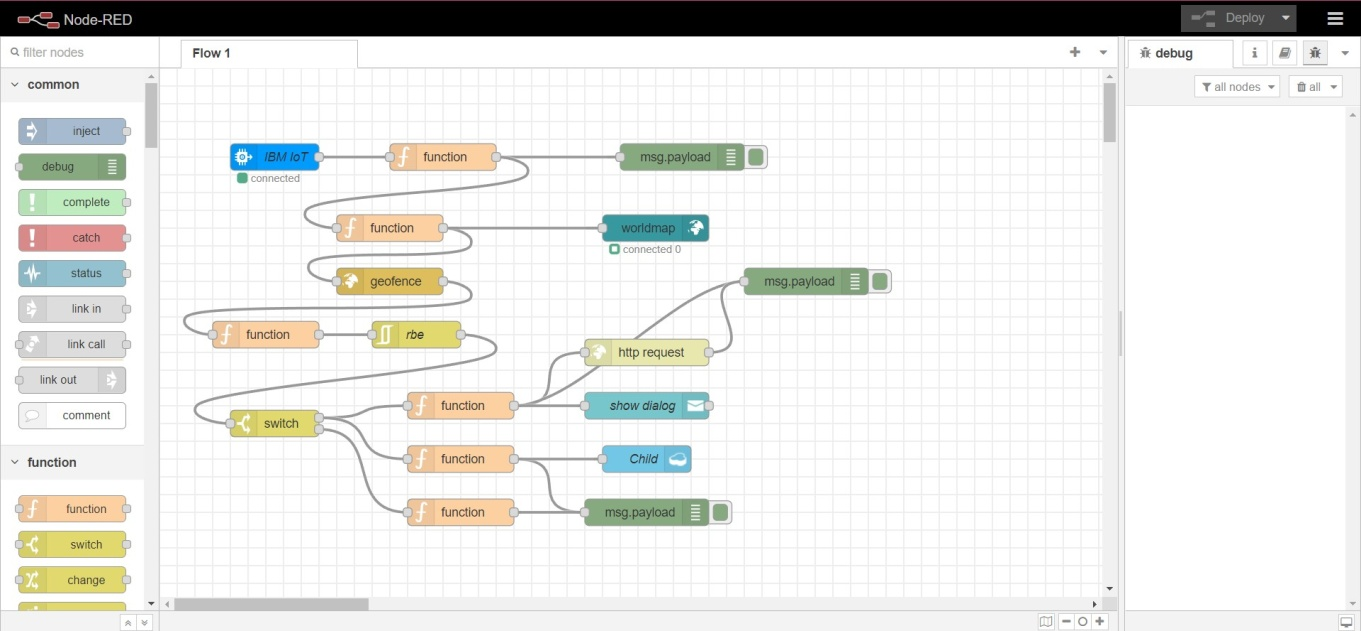 Node-RED
Deploy
filter nodes
Flow 1
debug
i
all nodes
all
common
inject
debug
complete
catch
status
link in
link call
link out
comment
function
function
switch
change
IBM IoT
connected
function
msg.payload
function
worldmap
connected 0
geofence
msg.payload
function
rbe
http request
switch
function
show dialog
function
Child
function
msg.payload